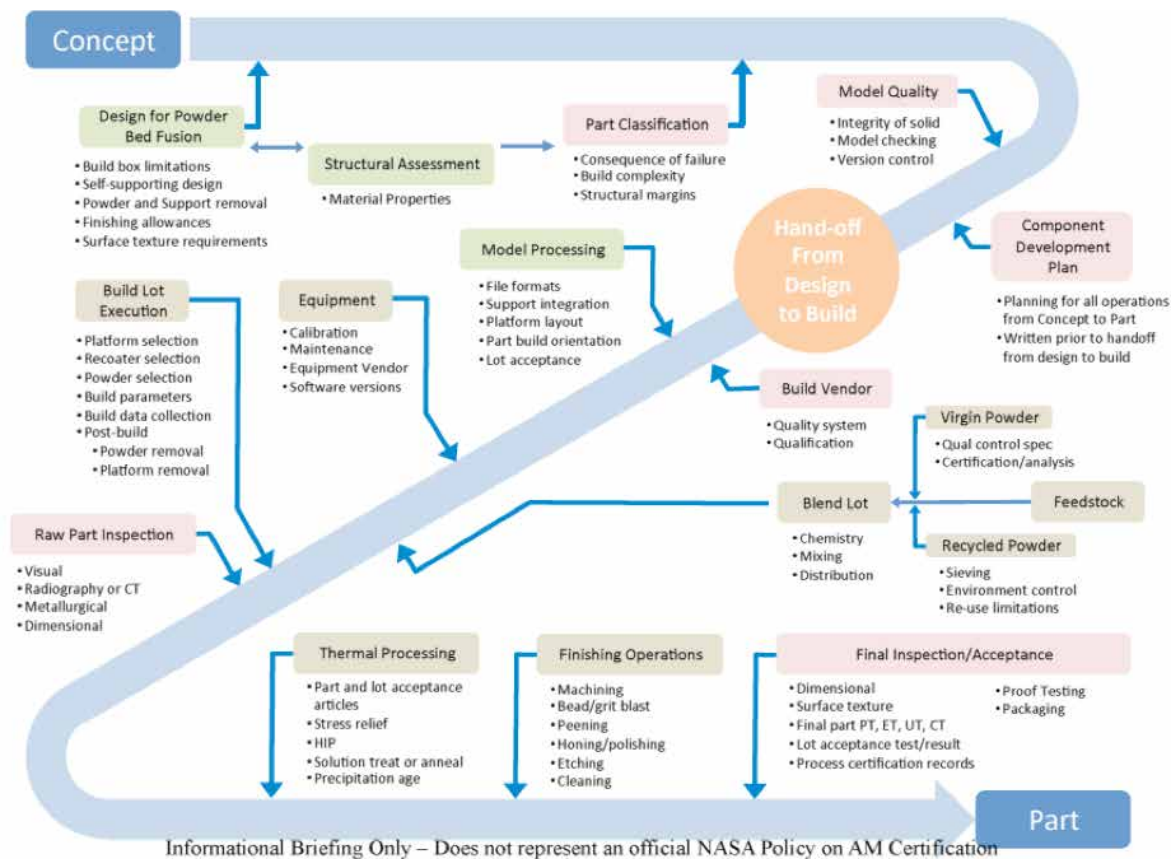 Concept
Design for Powder
Bed Fusion
• Build box limitations
• Self-supporting design
• Powder and Support removal
• Finishing allowances
• Surface texture requirements
Structural Assessment
• Material Properties
Part Classification
• Consequence of failure
• Build complexity
• Structural margins
Model Quality
• Integrity of solid
• Model checking
• Version control
Hand-off
From
Design
to Build
Component
Development
Plan
• Planning for all operations
from Concept to Part
• Written prior to handoff
from design to build
Model Processing
• File formats
• Support integration
• Platform layout
• Part build orientation
• Lot acceptance
Build Vendor
• Quality system
• Qualification
Equipment
• Calibration
• Maintenance
• Equipment Vendor
• Software versions
Build Lot
Execution
• Platform selection
• Recoater selection
• Powder selection
• Build parameters
• Build data collection
• Post-build
• Powder removal
• Platform removal
Virgin Powder
• Qual control spec
• Certification/analysis
Blend Lot
• Chemistry
• Mixing
• Distribution
Feedstock
Recycled Powder
• Sieving
• Environment control
• Re-use limitations
Raw Part Inspection
• Visual
• Radiography or CT
• Metallurgical
• Dimensional
Thermal Processing
• Part and lot acceptance
articles
• Stress relief
• HIP
• Solution treat or anneal
• Precipitation age
Finishing Operations
• Machining
• Bead/grit blast
• Peening
• Honing/polishing
• Etching
• Cleaning
Final Inspection/Acceptance
• Dimensional
• Surface texture
• Final part PT, ET, UT, CT
• Lot acceptance test/result
• Process certification records
• Proof Testing
• Packaging
Part
Informational Briefing Only – Does not represent an official NASA Policy on AM Certification